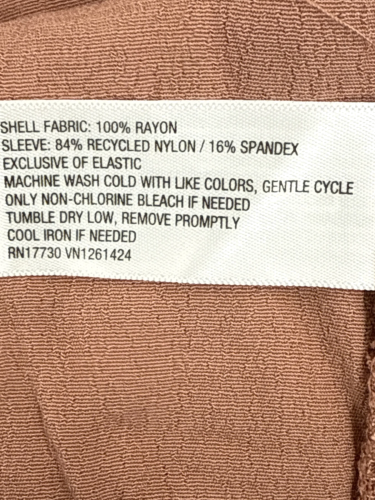 SHELL FABRIC: 100% RAYON
SLEEVE: 84% RECYCLED NYLON / 16% SPANDEX
EXCLUSIVE OF ELASTIC
MACHINE WASH COLD WITH LIKE COLORS, GENTLE CYCLE
ONLY NON-CHLORINE BLEACH IF NEEDED
TUMBLE DRY LOW, REMOVE PROMPTLY
COOL IRON IF NEEDED
RN17730 VN1261424